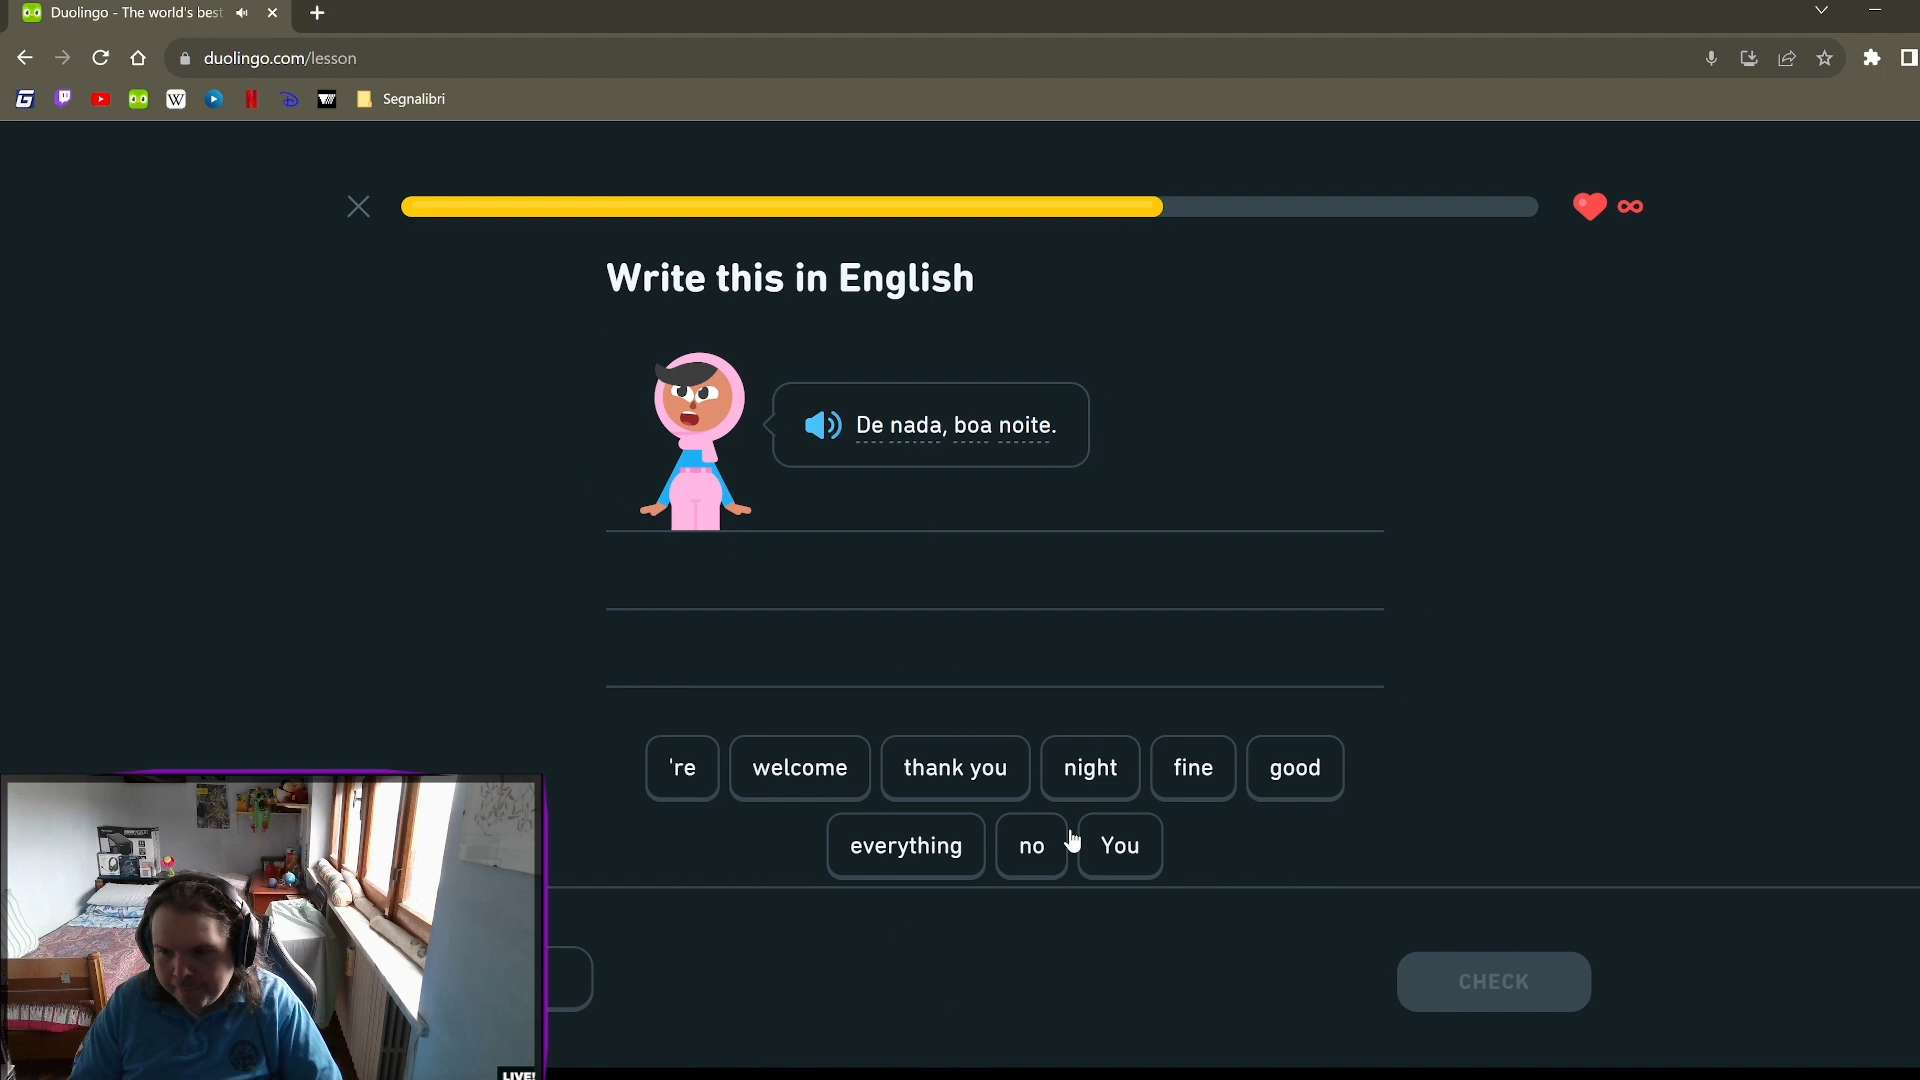 Duolingo - The world's best
duolingo.com/lesson
Segnalibri
Write this in English
De nada, boa noite.
're welcome thank you night fine good
everything no You
CHECK
LIVE!